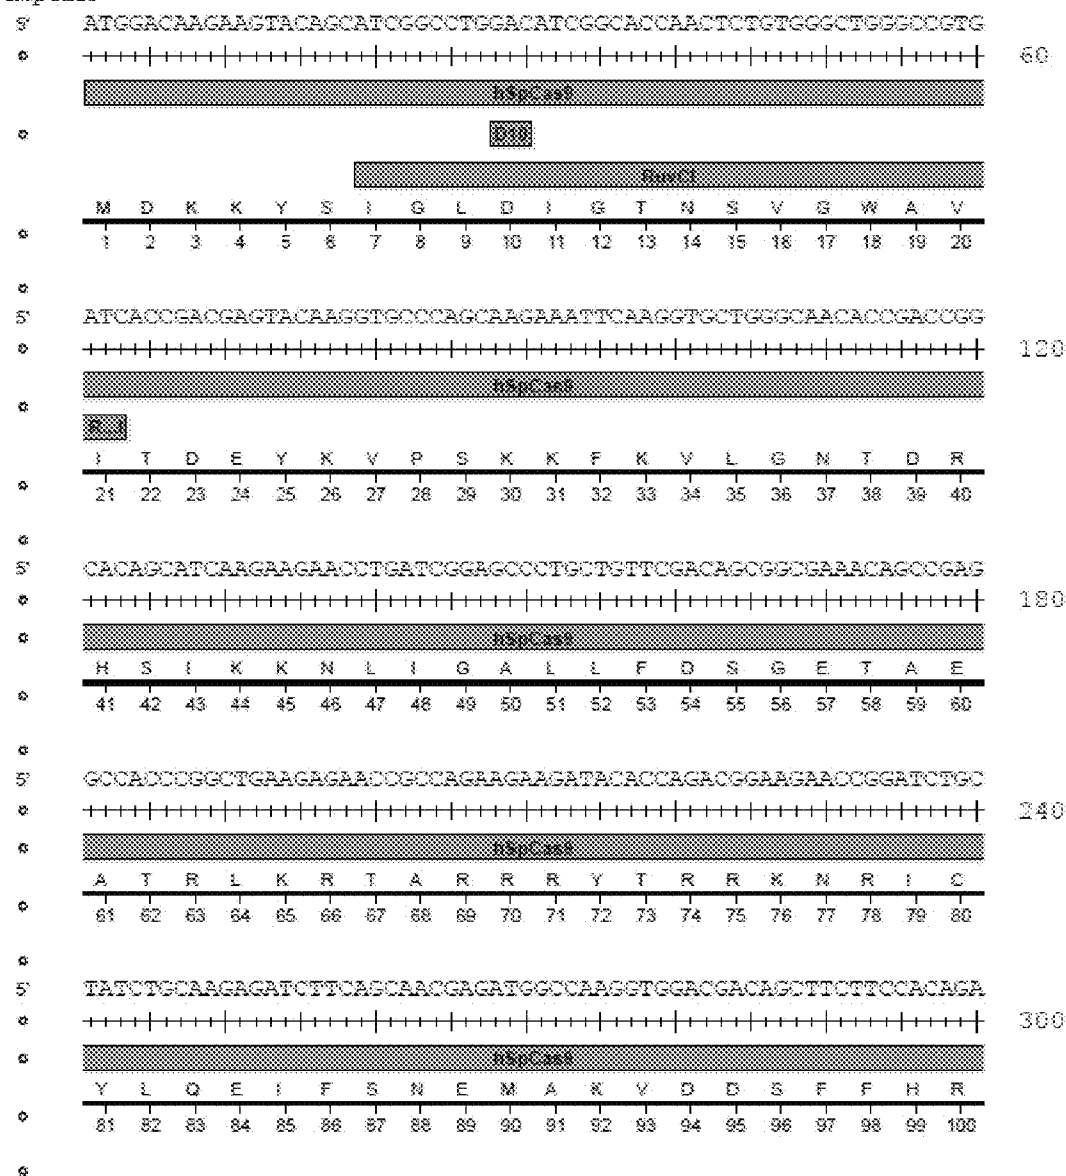 5' ATGGACAAGAAGTACAGCATCGGCCTGGACATCGGCACCAACTCTGTGGGCTGGGCCGTG
60
hSpCas9
D10
RuvCI
M D K K Y S I G L D I G T N S V G W A V
1 2 3 4 5 6 7 8 9 10 11 12 13 14 15 16 17 18 19 20
5' ATCACCGACGAGTACAAGGTGCCCAGCAAGAAATTCAAGGTGCTGGGCAACACCGACCGG
120
hSpCas9
R...I
I T D E Y K V P S K K F K V L G N T D R
21 22 23 24 25 26 27 28 29 30 31 32 33 34 35 36 37 38 39 40
5' CACAGCATCAAGAAGAACCTGATCGGAGCCCTGCTGTTCGACAGCGGCGAAACAGCCGAG
180
hSpCas9
H S I K K N L I G A L L F D S G E T A E
41 42 43 44 45 46 47 48 49 50 51 52 53 54 55 56 57 58 59 60
5' GCCACCCGGCTGAAGAGAACCGCCAGAAGAAGATACACCAGACGGAAGAACCGGATCTGC
240
hSpCas9
A T R L K R T A R R R Y T R R K N R I C
61 62 63 64 65 66 67 68 69 70 71 72 73 74 75 76 77 78 79 80
5' TATCTGCAAGAGATCTTCAGCAACGAGATGGCCAAGGTGGACGACAGCTTCTTCCACAGA
300
hSpCas9
Y L Q E I F S N E M A K V D D S F F H R
81 82 83 84 85 86 87 88 89 90 91 92 93 94 95 96 97 98 99 100